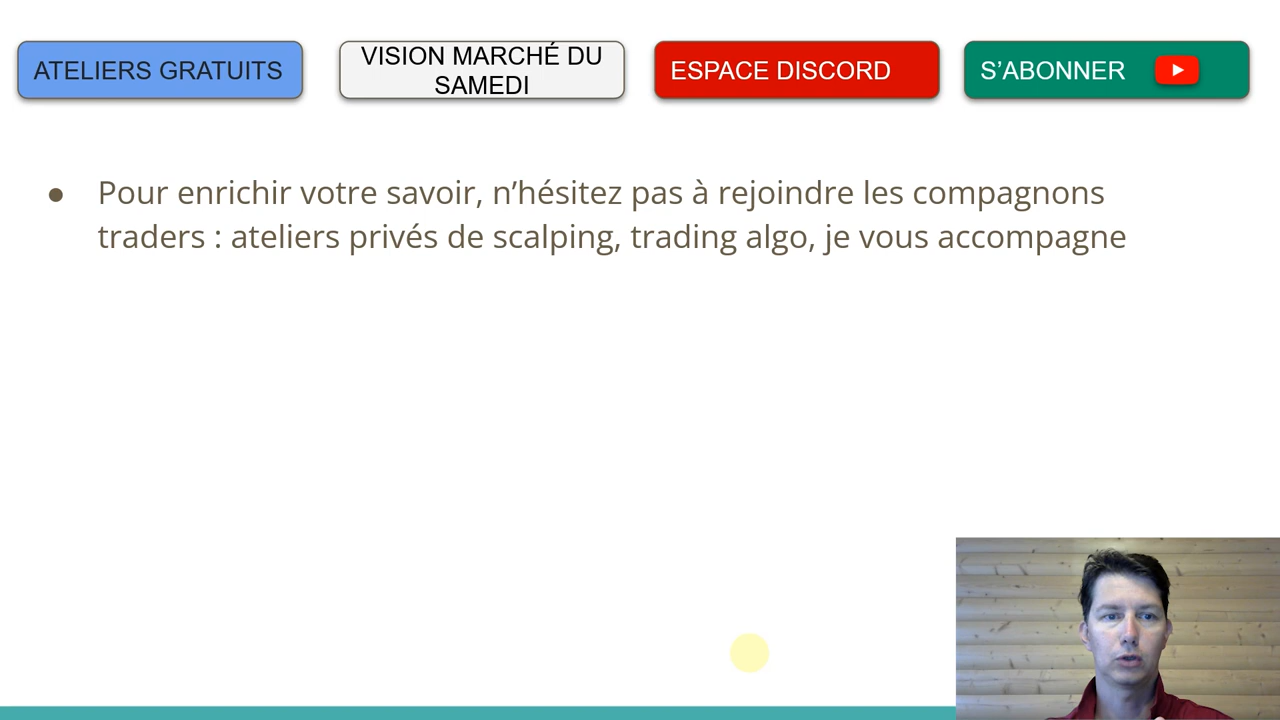 ATELIERS GRATUITS
VISION MARCHÉ DU
SAMEDI
ESPACE DISCORD
S’ABONNER
● Pour enrichir votre savoir, n’hésitez pas à rejoindre les compagnons
traders : ateliers privés de scalping, trading algo, je vous accompagne